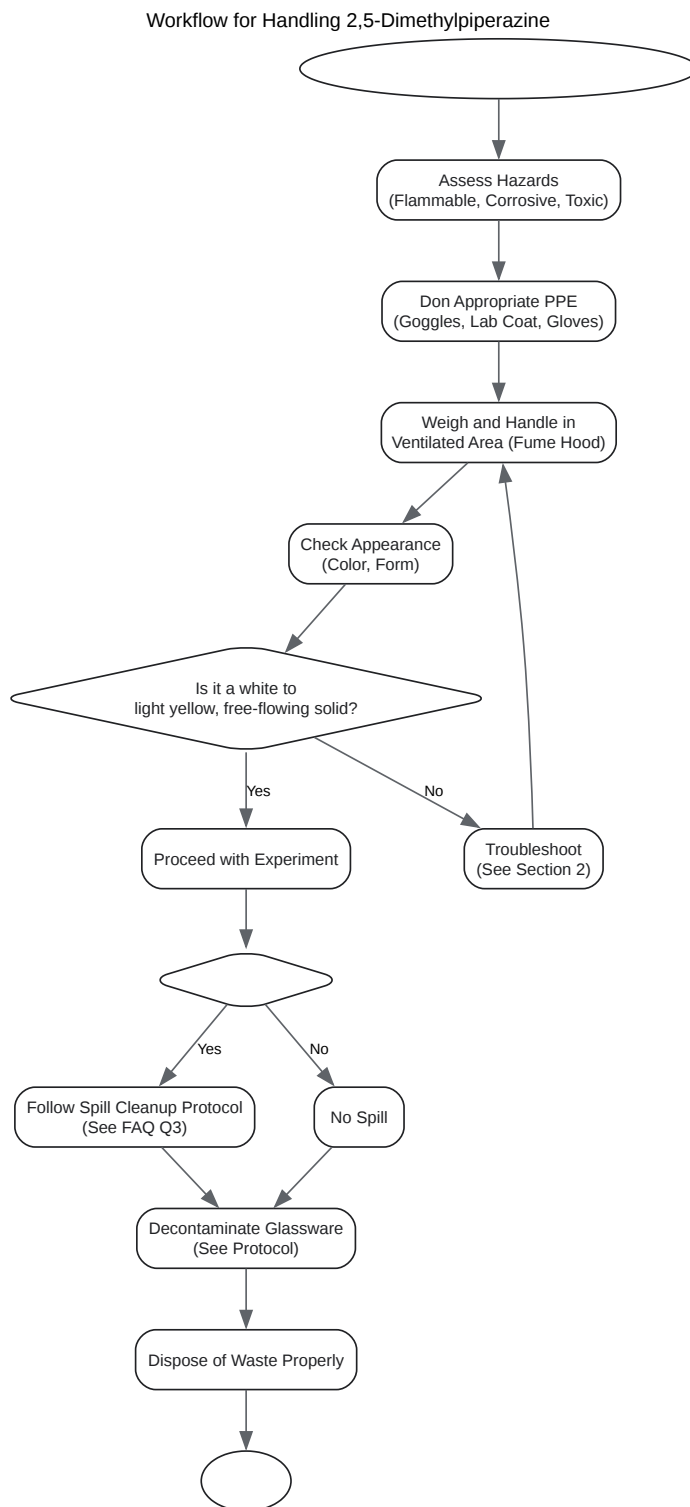 Workflow for Handling 2,5-Dimethylpiperazine
Assess Hazards
(Flammable, Corrosive, Toxic)
Don Appropriate PPE
(Goggles, Lab Coat, Gloves)
Weigh and Handle in
Ventilated Area (Fume Hood)
Check Appearance
(Color, Form)
Is it a white to
light yellow, free-flowing solid?
Yes
No
Proceed with Experiment
Troubleshoot
(See Section 2)
Yes
No
Follow Spill Cleanup Protocol
(See FAQ Q3)
No Spill
Decontaminate Glassware
(See Protocol)
Dispose of Waste Properly